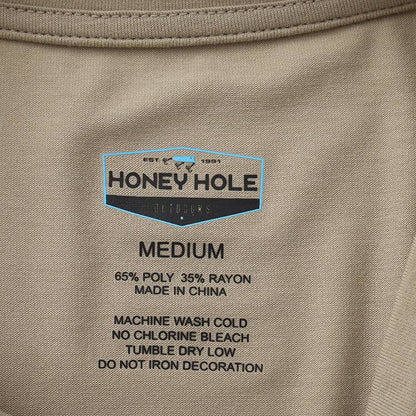 EST 1991
HONEY HOLE
OUTDOORS
MEDIUM
65% POLY 35% RAYON
MADE IN CHINA
MACHINE WASH COLD
NO CHLORINE BLEACH
TUMBLE DRY LOW
DO NOT IRON DECORATION